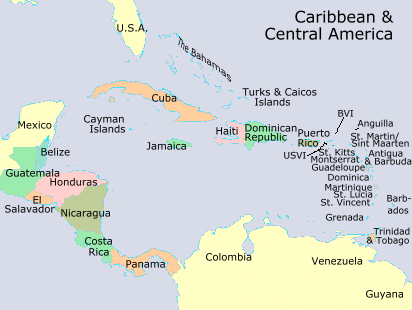 Caribbean &
Central America
U.S.A.
The Bahamas
Turks & Caicos
Islands
Cuba
Mexico
Cayman
Islands
BVI
Anguilla
Haiti
Dominican
Republic
Puerto
Rico
St. Martin/
Sint Maarten
Belize
Jamaica
USVI
St. Kitts
Antigua
& Barbuda
Montserrat
Guatemala
Guadeloupe
Honduras
Dominica
Martinique
El
Salavador
St. Lucia
Barb-
ados
St. Vincent
Nicaragua
Grenada
Trinidad
& Tobago
Costa
Rica
Panama
Colombia
Venezuela
Guyana